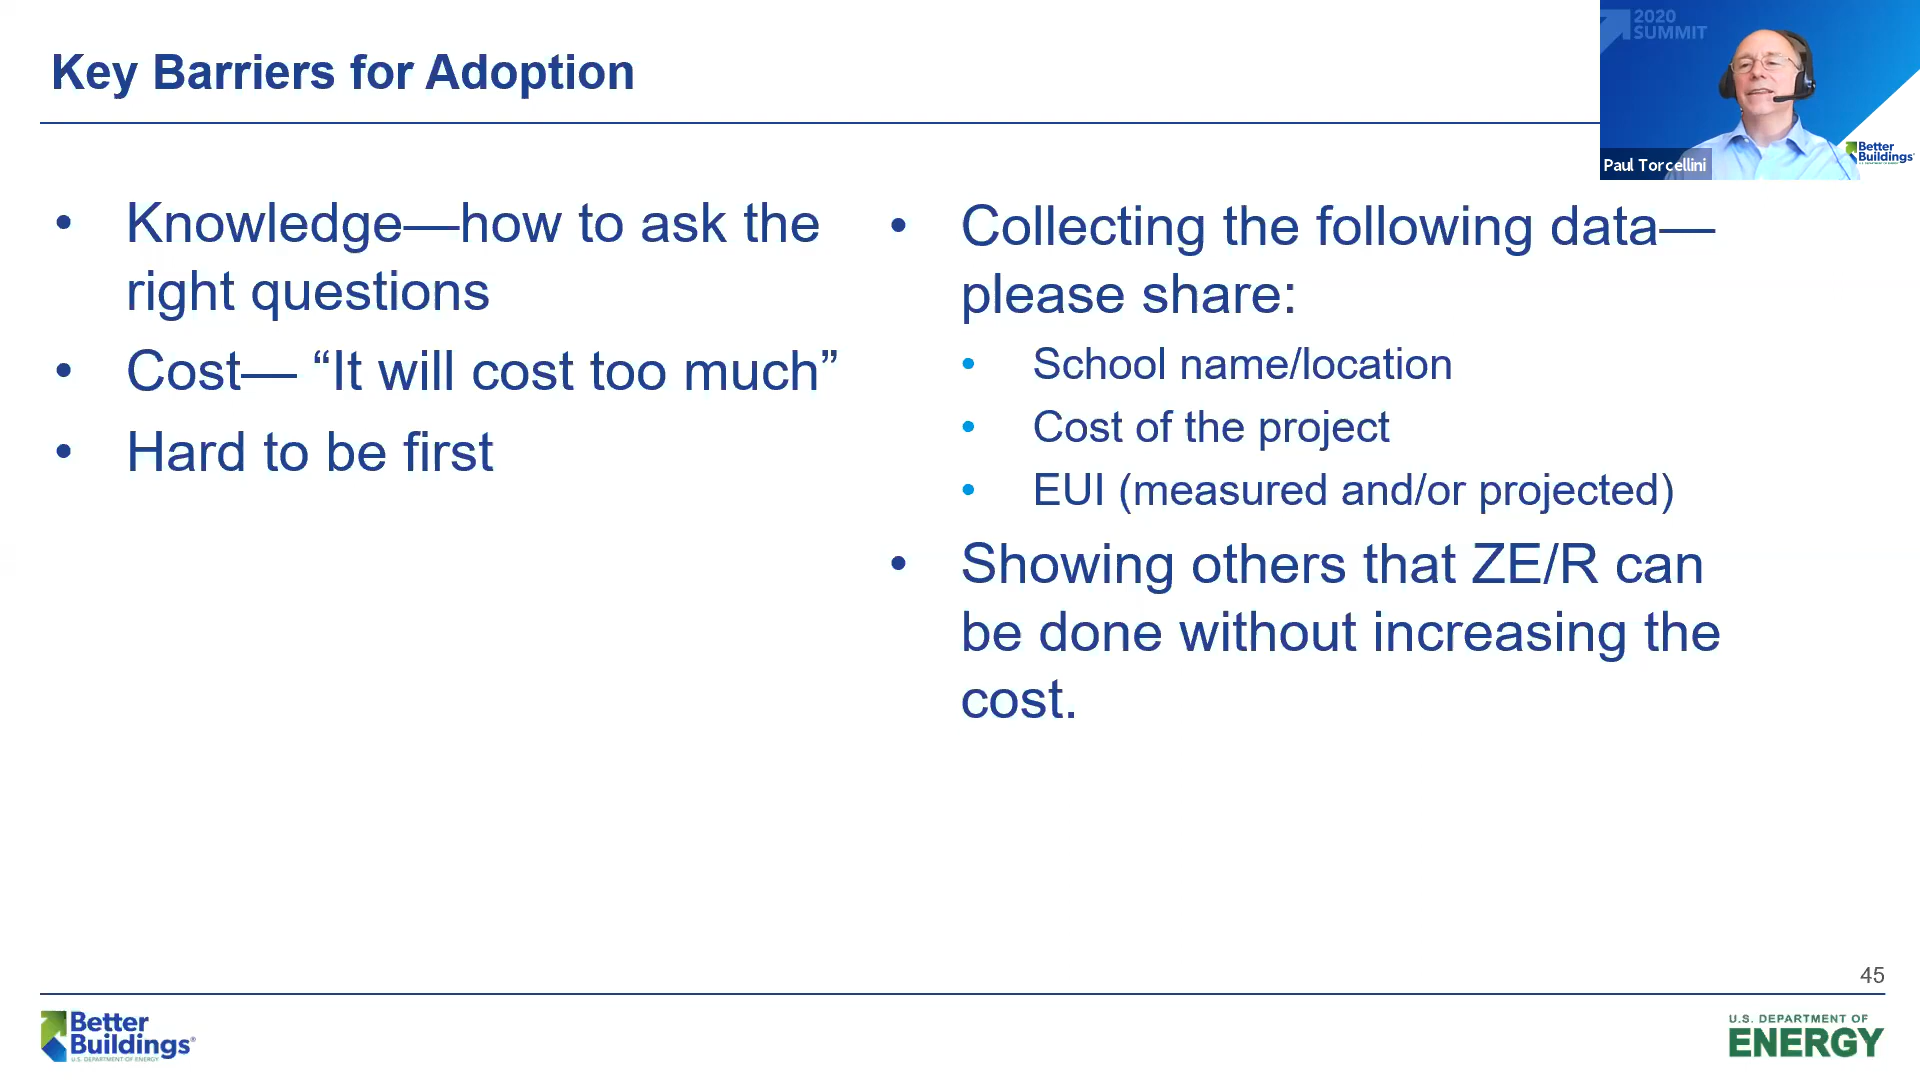 Key Barriers for Adoption
2020
SUMMIT
Paul Torcellini
Better
Buildings®
• Knowledge—how to ask the
right questions
• Cost— “It will cost too much”
• Hard to be first
• Collecting the following data—
please share:
• School name/location
• Cost of the project
• EUI (measured and/or projected)
• Showing others that ZE/R can
be done without increasing the
cost.
45
Better
Buildings®
U.S. DEPARTMENT OF ENERGY
U.S. DEPARTMENT OF
ENERGY